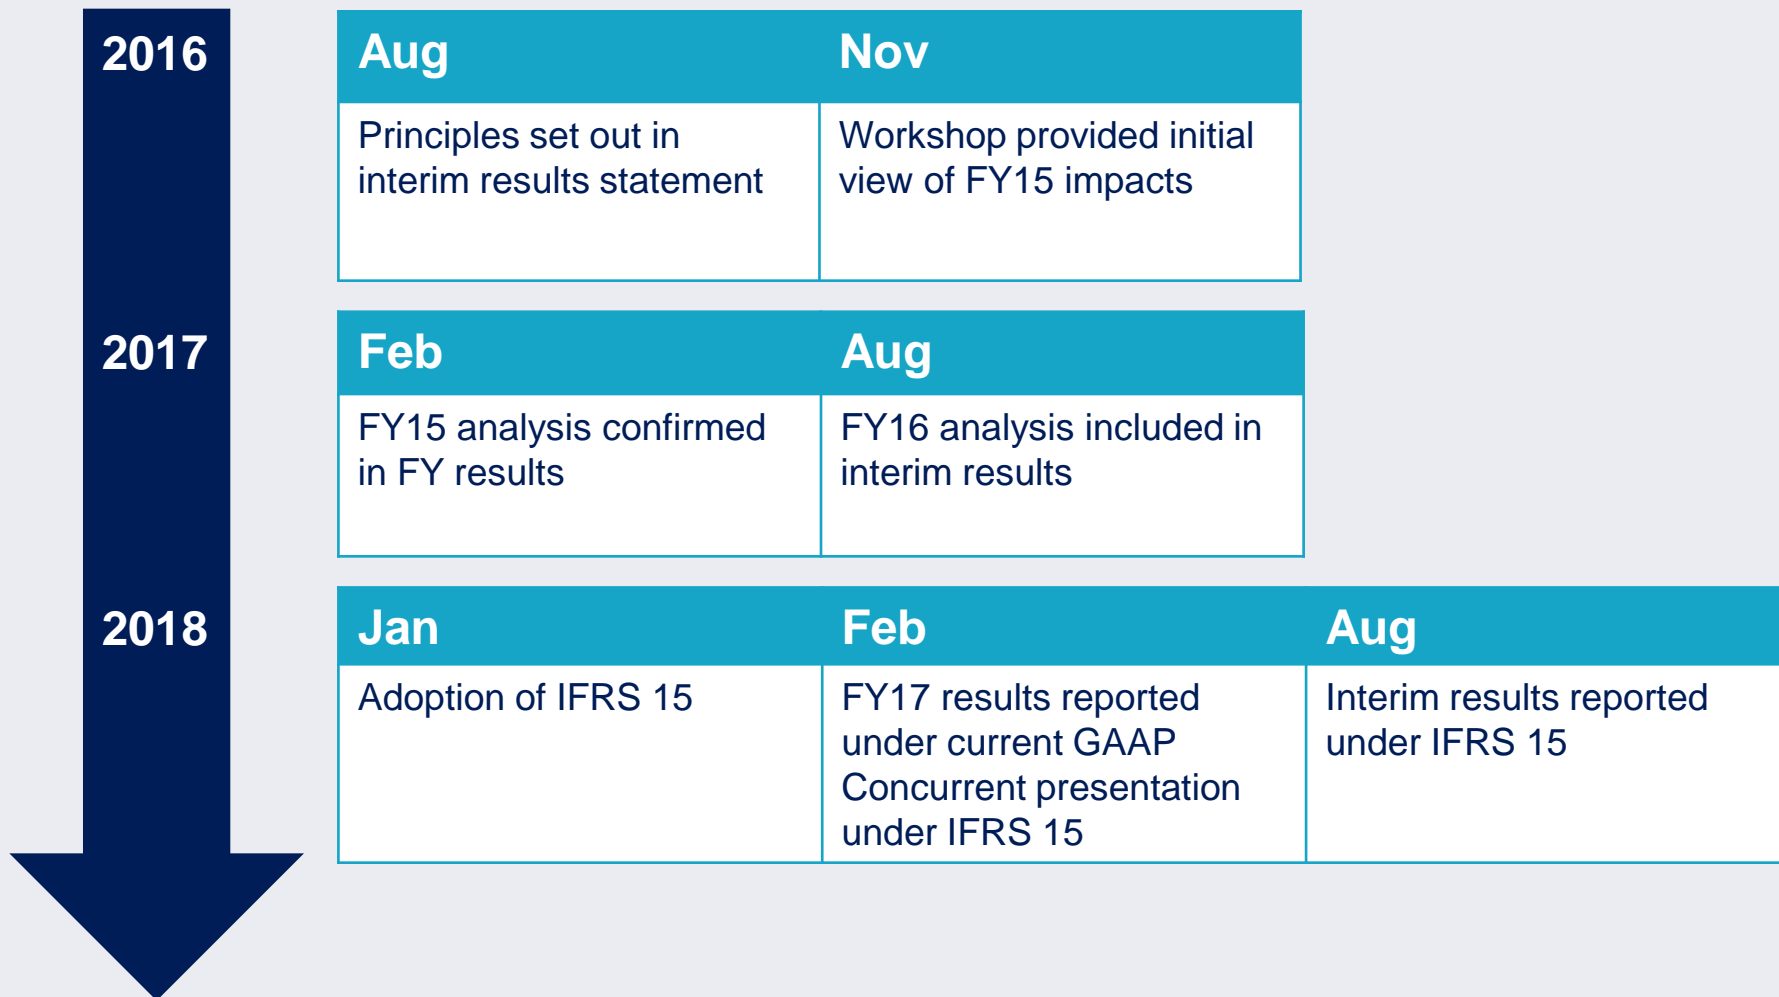 2016
Aug
Nov
Principles set out in
interim results statement
Workshop provided initial
view of FY15 impacts
2017
Feb
Aug
FY15 analysis confirmed
in FY results
FY16 analysis included in
interim results
2018
Jan
Feb
Aug
Adoption of IFRS 15
FY17 results reported
under current GAAP
Concurrent presentation
under IFRS 15
Interim results reported
under IFRS 15